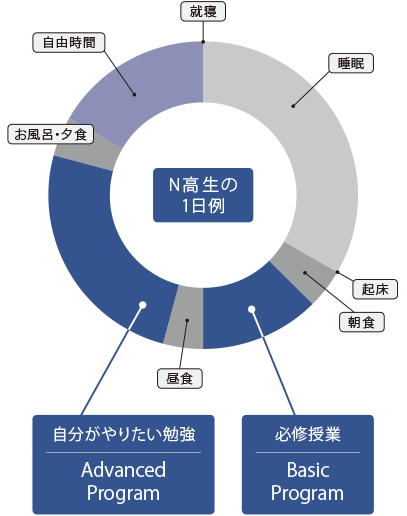 就寝
自由時間
睡眠
お風呂・夕食
N高生の
1日例
起床
朝食
昼食
自分がやりたい勉強
Advanced
Program
必修授業
Basic
Program